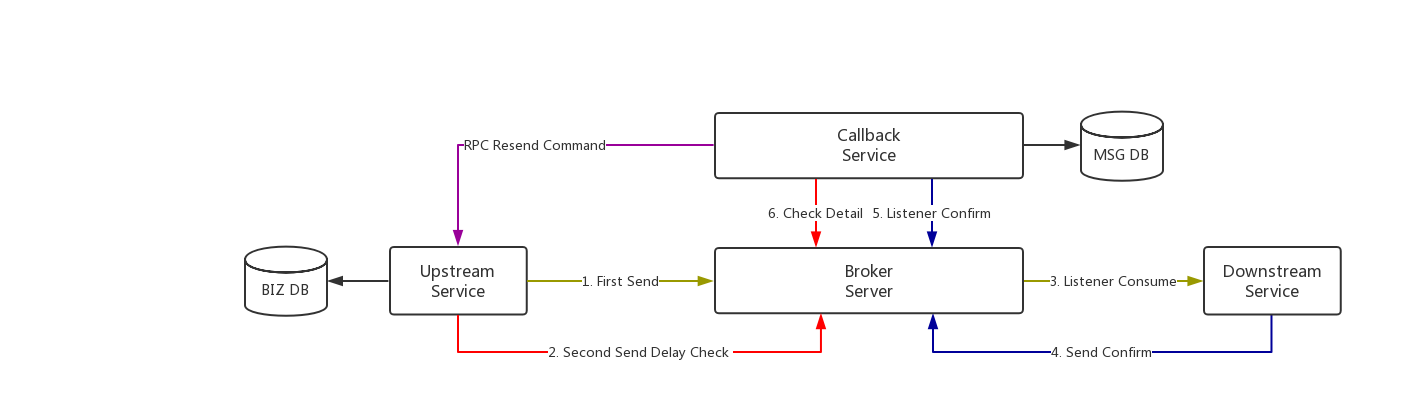 Callback
Service
RPC Resend Command
MSG DB
6. Check Detail
5. Listener Confirm
BIZ DB
Upstream
Service
1. First Send
Broker
Server
3. Listener Consume
Downstream
Service
2. Second Send Delay Check
4. Send Confirm